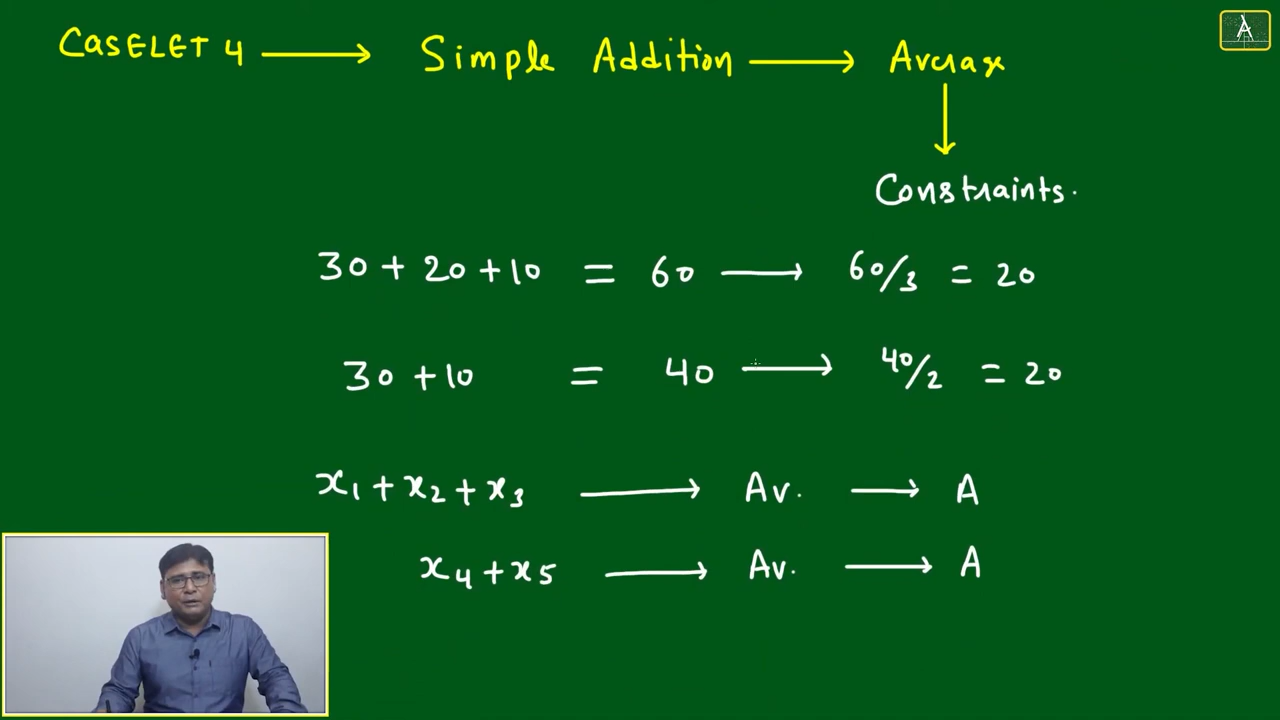 CASELET 4 ⟶ Simple Addition ⟶ Average
Constraints.
30 + 20 + 10 = 60 ⟶ 60/3 = 20
30 + 10 = 40 ⟶ 40/2 = 20
x₁ + x₂ + x₃ ⟶ Av. ⟶ A
x₄ + x₅ ⟶ Av. ⟶ A